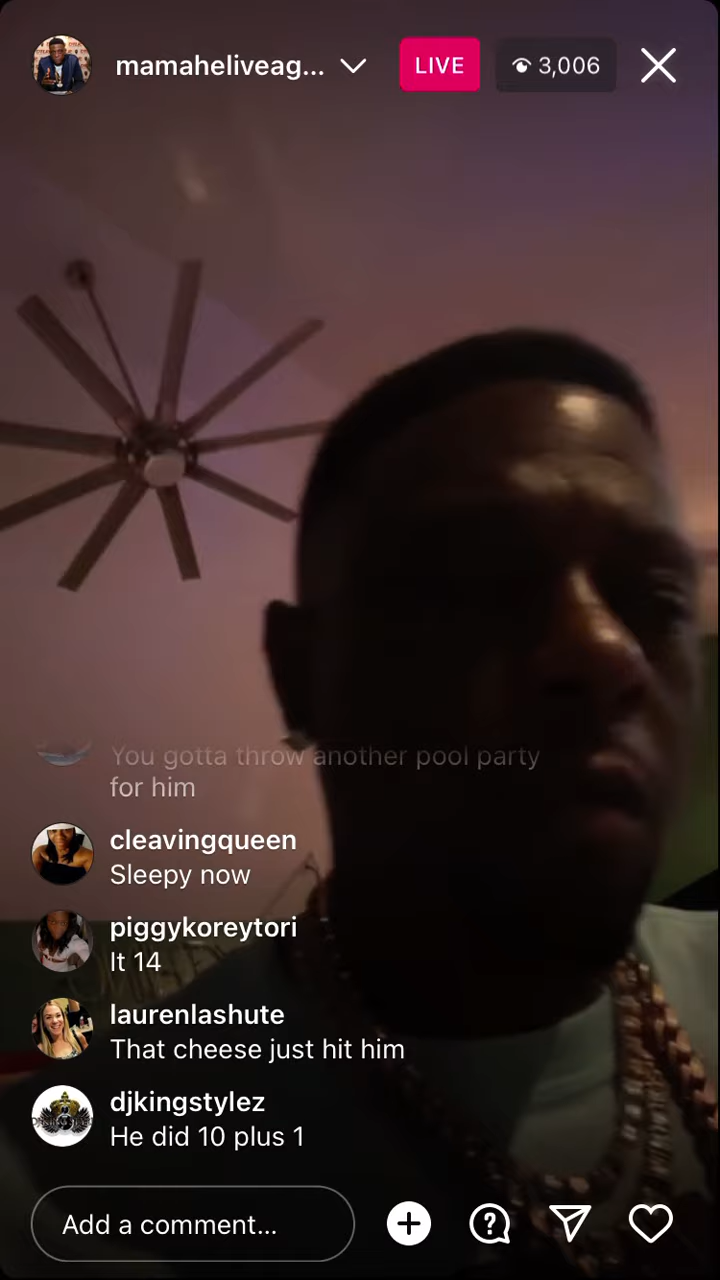 mamaheliveag...
LIVE
3,006
You gotta throw another pool party
for him
cleavingqueen
Sleepy now
piggykoreytori
It 14
laurenlashute
That cheese just hit him
djkingstylez
He did 10 plus 1
Add a comment...